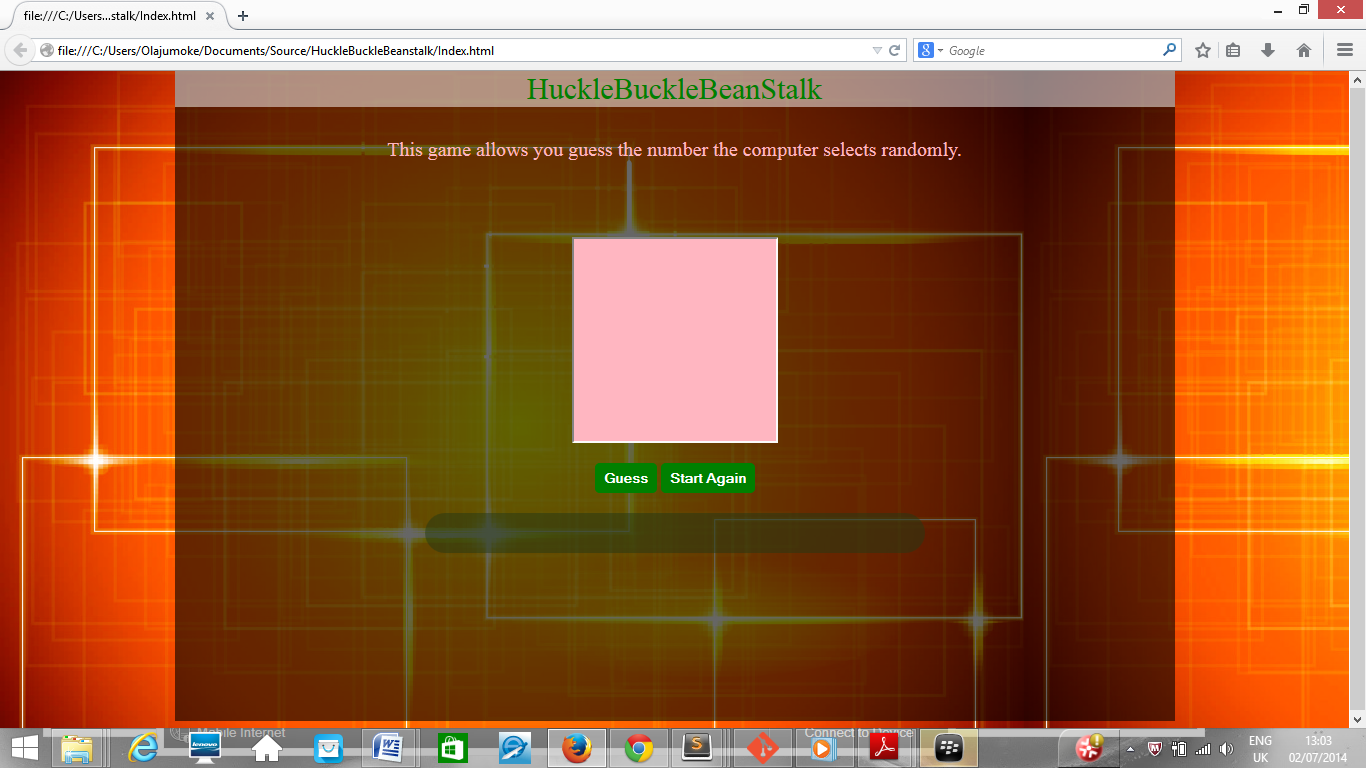 file:///C:/Users...stalk/Index.html
file:///C:/Users/Olajumoke/Documents/Source/HuckleBuckleBeanstalk/Index.html
Google
HuckleBuckleBeanStalk
This game allows you guess the number the computer selects randomly.
Guess Start Again
Mobile Internet Connect to Device
lenovo
ENG 13:03
UK 02/07/2014